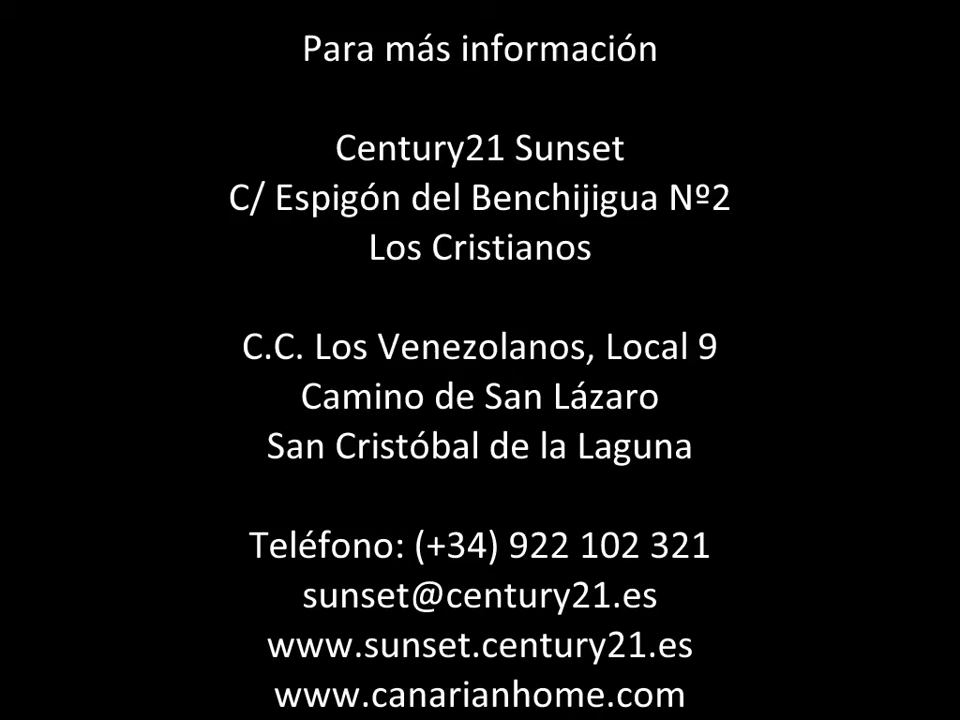 Para más información
Century21 Sunset
C/ Espigón del Benchijigua Nº2
Los Cristianos
C.C. Los Venezolanos, Local 9
Camino de San Lázaro
San Cristóbal de la Laguna
Teléfono: (+34) 922 102 321
sunset@century21.es
www.sunset.century21.es
www.canarianhome.com